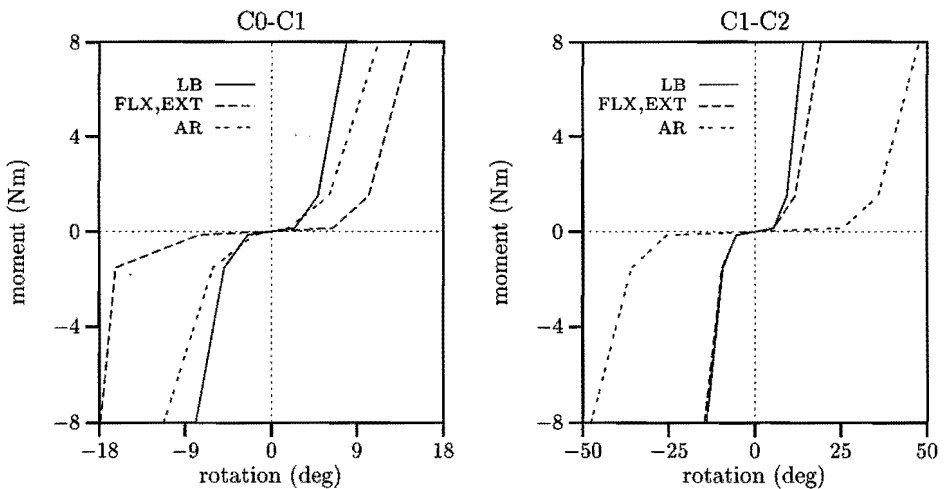 C0-C1
8
4
0
−4
−8
−18
−9
0
9
18
moment (Nm)
rotation (deg)
LB
FLX,EXT
AR
C1-C2
8
4
0
−4
−8
−50
−25
0
25
50
moment (Nm)
rotation (deg)
LB
FLX,EXT
AR